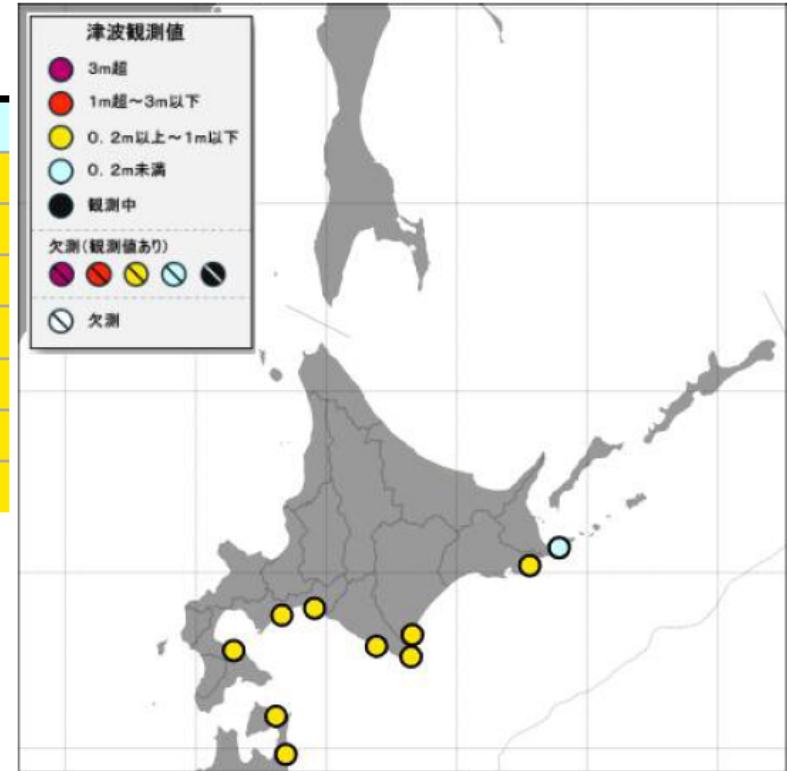 津波観測値
3m超
1m超～3m以下
0. 2m以上～1m以下
0. 2m未満
観測中
欠測(観測値あり)
欠測